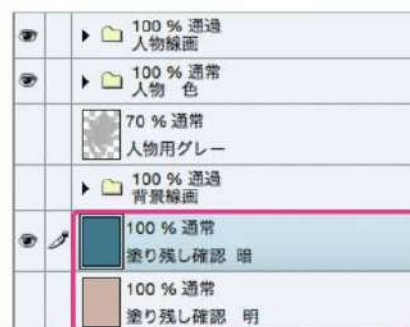 100 % 通過
人物線画
100 % 通常
人物 色
70 % 通常
人物用グレー
100 % 通過
背景線画
100 % 通常
塗り残し確認 暗
100 % 通常
塗り残し確認 明